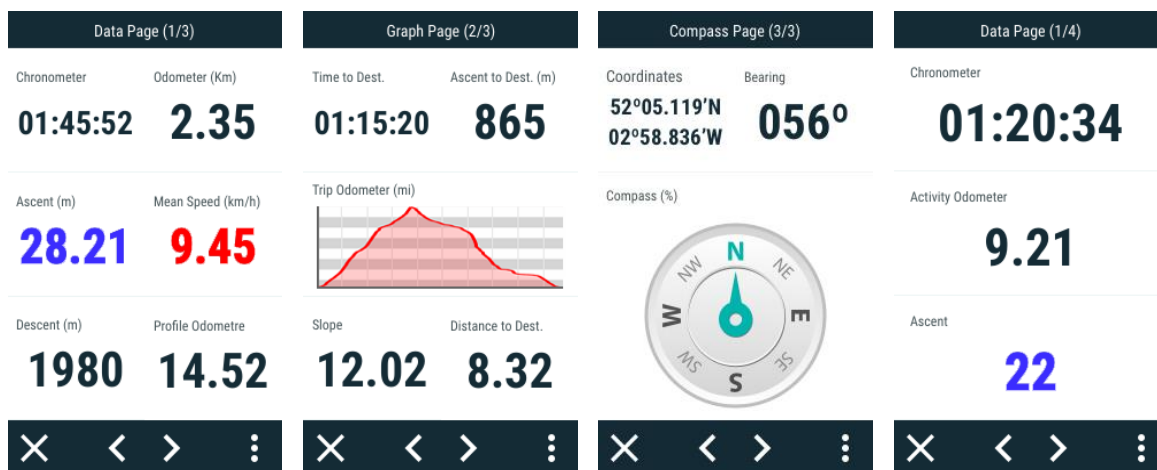 Data Page (1/3)
Chronometer Odometer (Km)
01:45:52 2.35
Ascent (m) Mean Speed (km/h)
28.21 9.45
Descent (m) Profile Odometre
1980 14.52
Graph Page (2/3)
Time to Dest. Ascent to Dest. (m)
01:15:20 865
Trip Odometer (mi)
Slope Distance to Dest.
12.02 8.32
Compass Page (3/3)
Coordinates Bearing
52º05.119'N 056º
02º58.836'W
Compass (%)
N
NW NE
W E
SW SE
S
Data Page (1/4)
Chronometer
01:20:34
Activity Odometer
9.21
Ascent
22